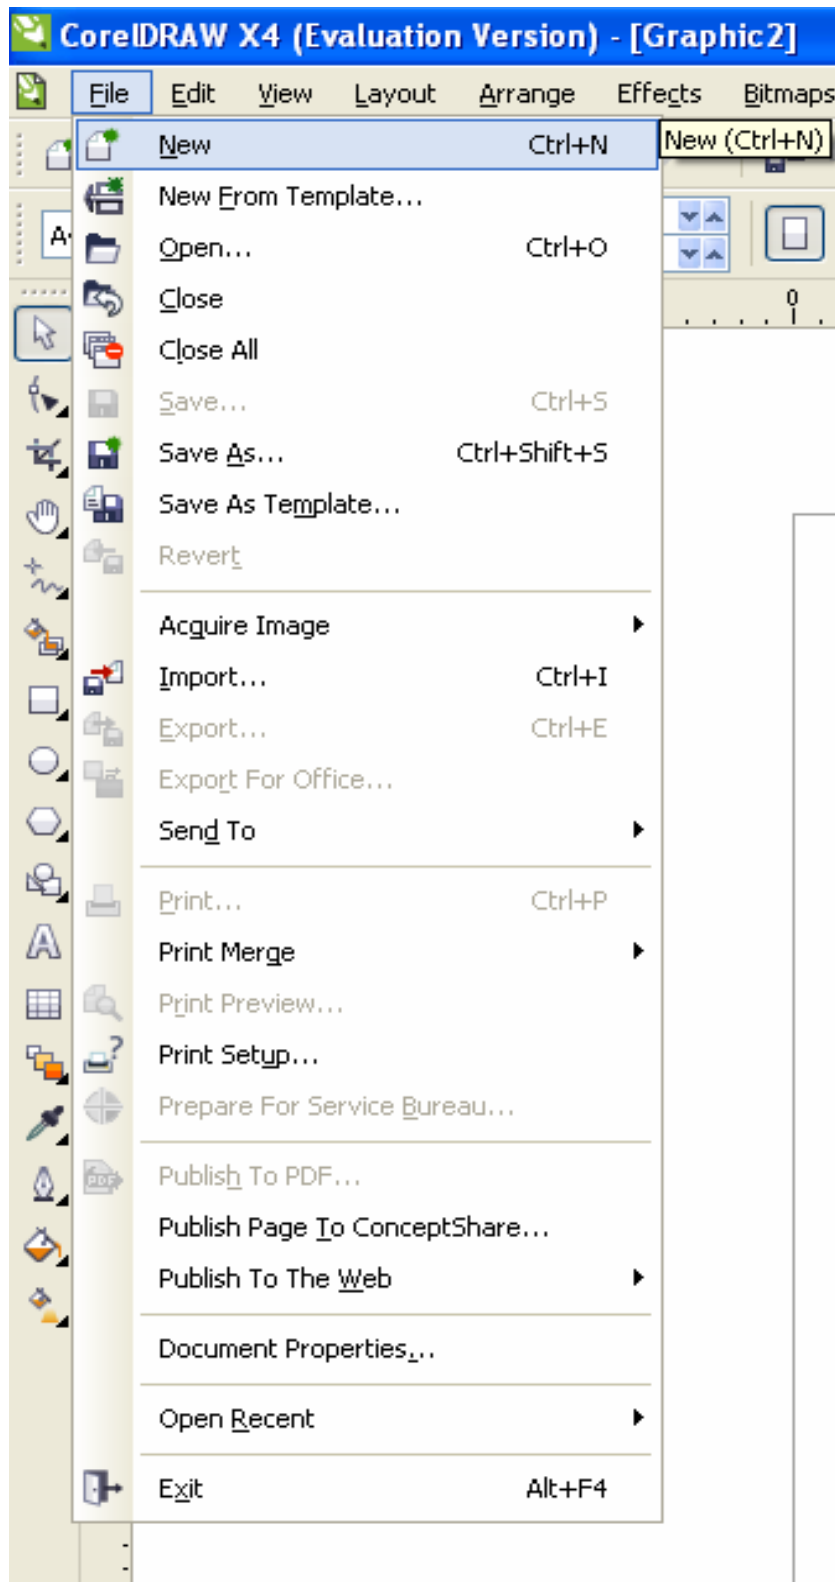 CorelDRAW X4 (Evaluation Version) - [Graphic2]
File Edit View Layout Arrange Effects Bitmaps
New Ctrl+N
New (Ctrl+N)
New From Template...
Open... Ctrl+O
Close
0
Close All
Save... Ctrl+S
Save As... Ctrl+Shift+S
Save As Template...
Revert
Acquire Image
Import... Ctrl+I
Export... Ctrl+E
Export For Office...
Send To
Print... Ctrl+P
Print Merge
Print Preview...
Print Setup...
Prepare For Service Bureau...
Publish To PDF...
Publish Page To ConceptShare...
Publish To The Web
Document Properties...
Open Recent
Exit Alt+F4